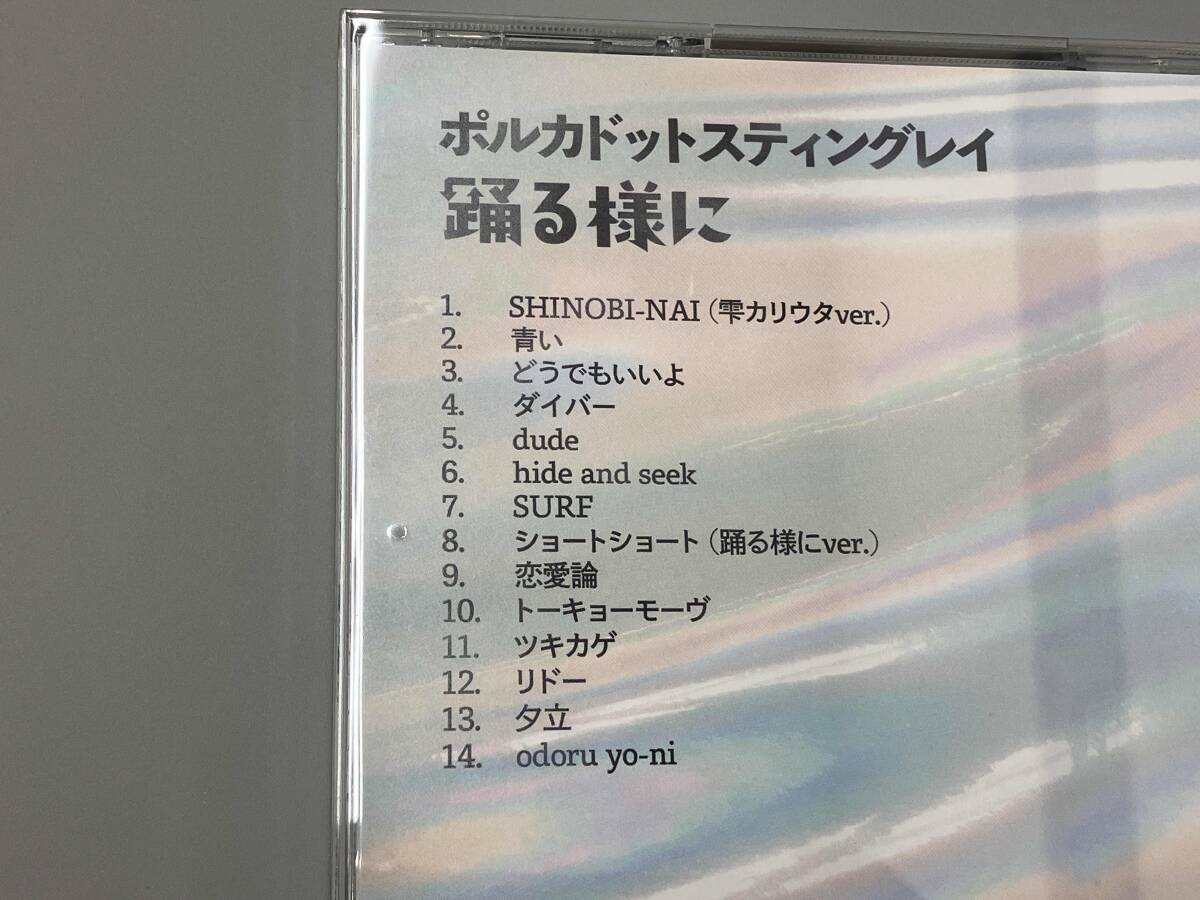 ポルカドットスティングレイ
踊る様に
1. SHINOBI-NAI（雫カリウタver.）
2. 青い
3. どうでもいいよ
4. ダイバー
5. dude
6. hide and seek
7. SURF
8. ショートショート（踊る様にver.）
9. 恋愛論
10. トーキョーモーヴ
11. ツキカゲ
12. リドー
13. 夕立
14. odoru yo-ni